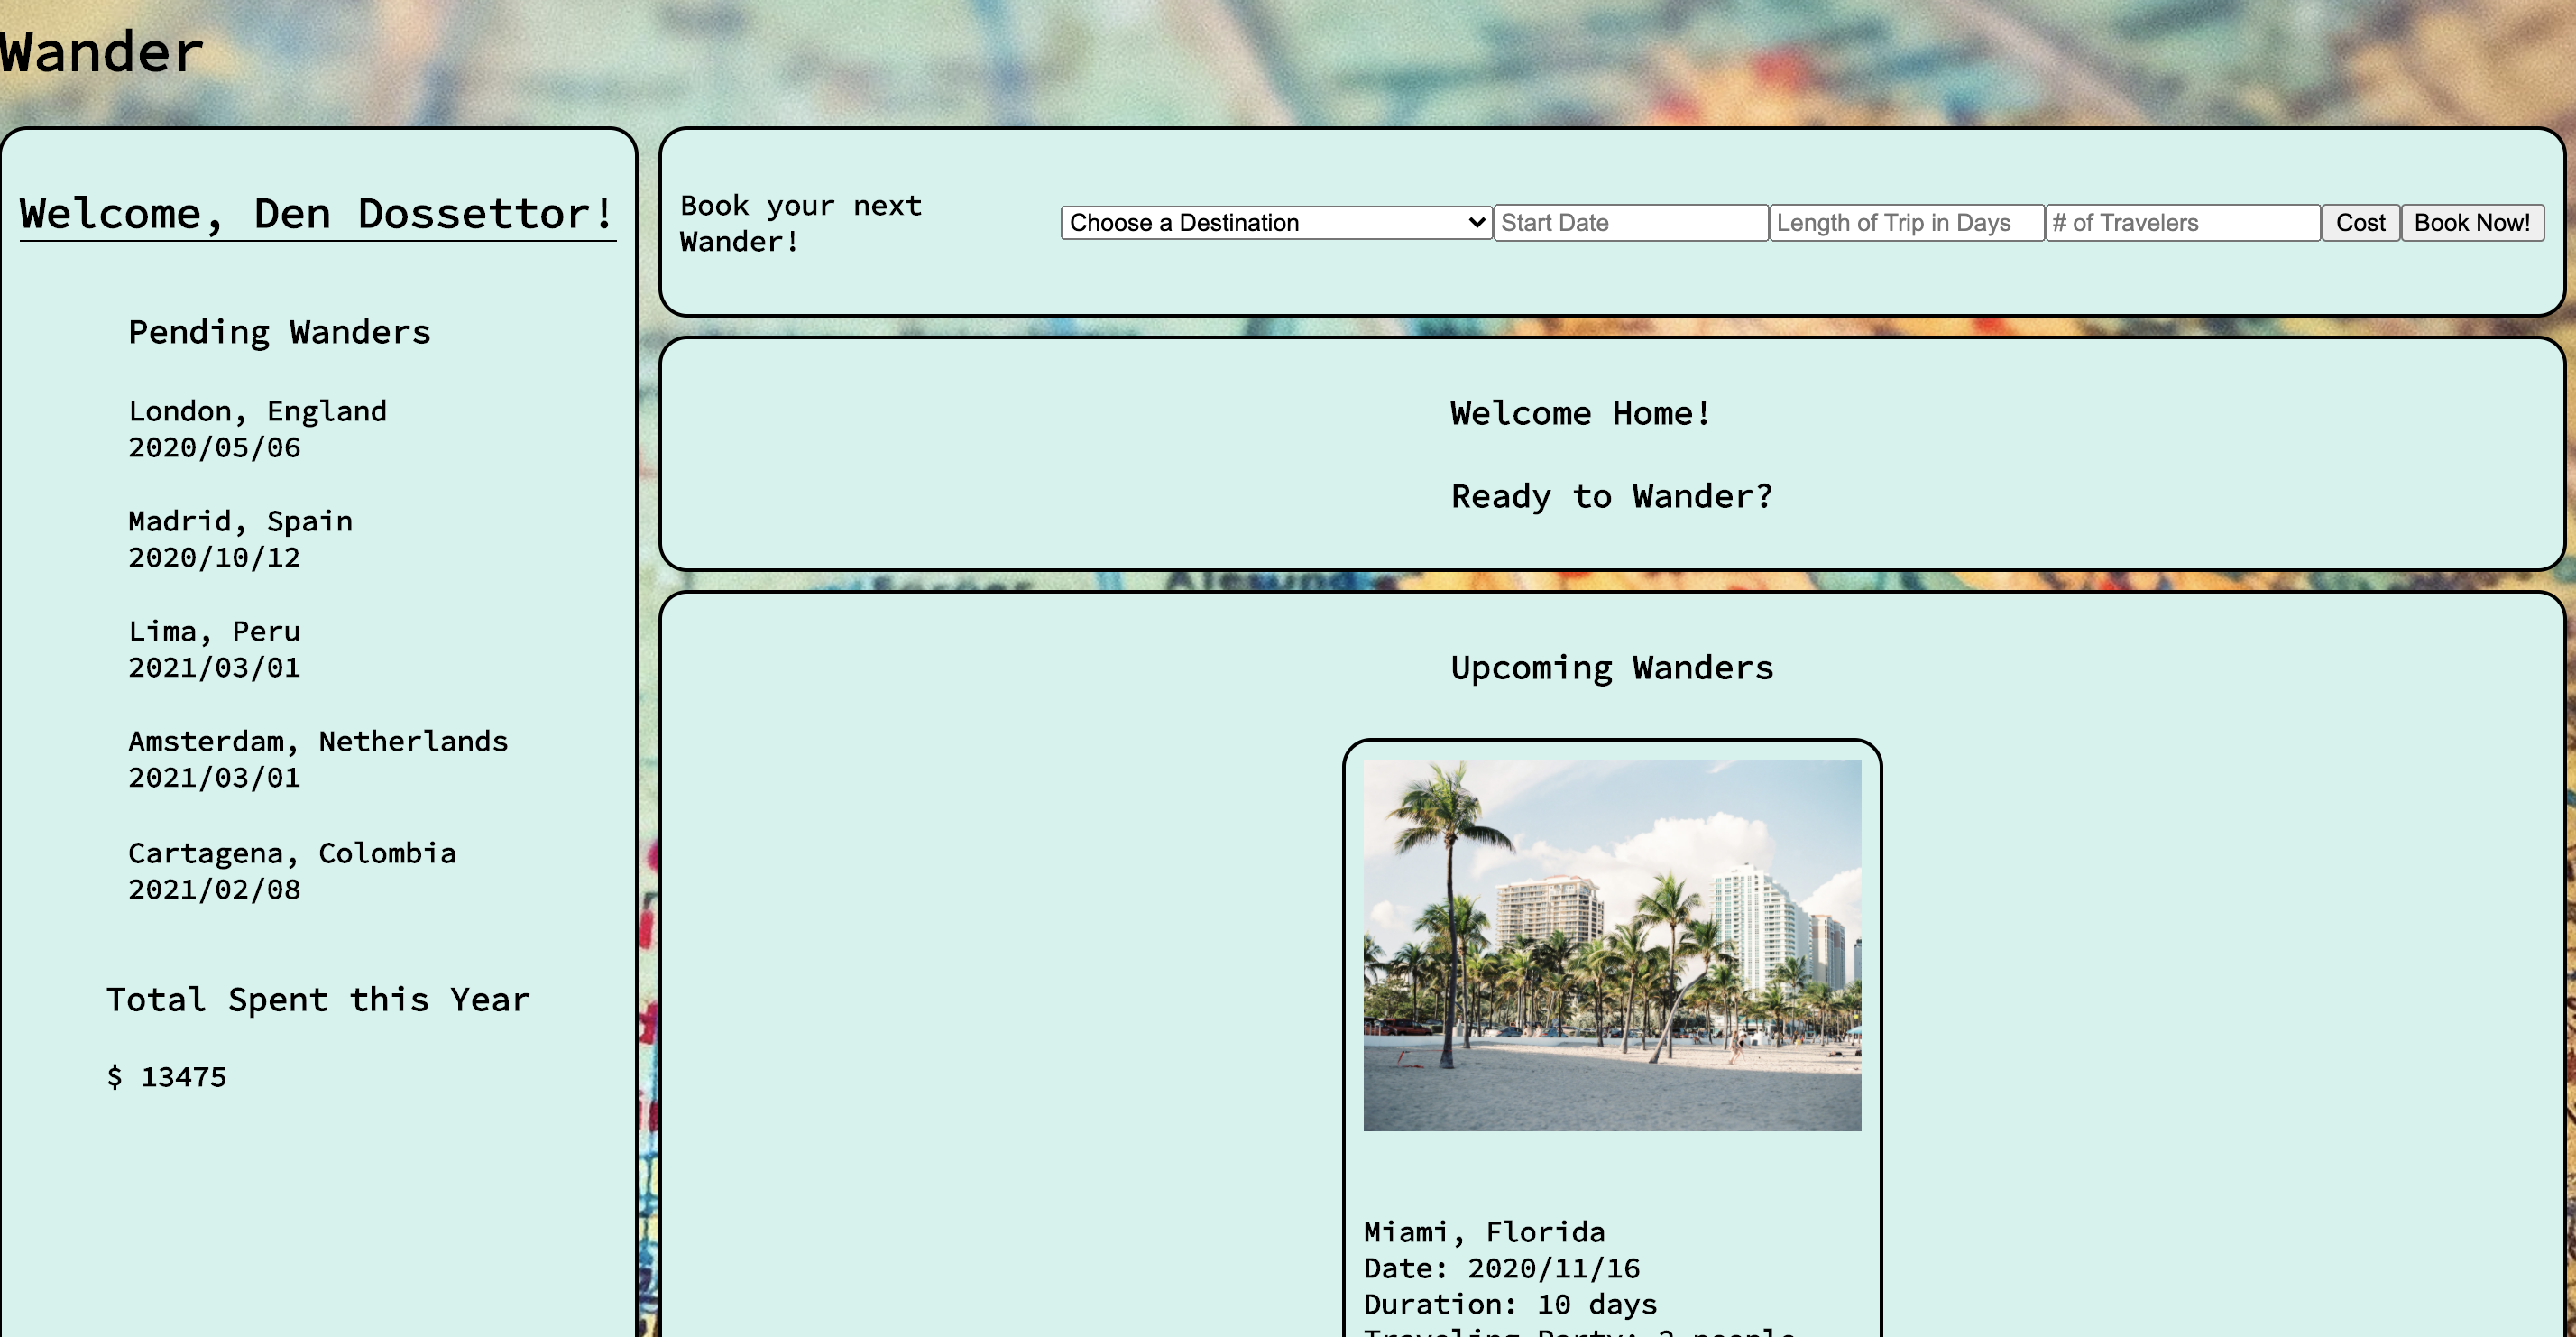 Wander
Welcome, Den Dossettor!
Pending Wanders
London, England
2020/05/06
Madrid, Spain
2020/10/12
Lima, Peru
2021/03/01
Amsterdam, Netherlands
2021/03/01
Cartagena, Colombia
2021/02/08
Total Spent this Year
$ 13475
Book your next
Wander!
Choose a Destination
Start Date
Length of Trip in Days
# of Travelers
Cost
Book Now!
Welcome Home!
Ready to Wander?
Upcoming Wanders
Miami, Florida
Date: 2020/11/16
Duration: 10 days
Traveling Party: people